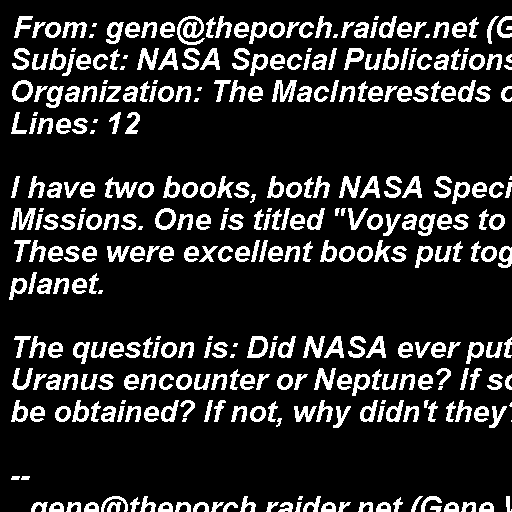 From: gene@theporch.raider.net (G
Subject: NASA Special Publications
Organization: The MacInteresteds o
Lines: 12

I have two books, both NASA Speci
Missions. One is titled "Voyages to
These were excellent books put tog
planet.

The question is: Did NASA ever put
Uranus encounter or Neptune? If so
be obtained? If not, why didn't they?

--
gene@theporch.raider.net (Gene W